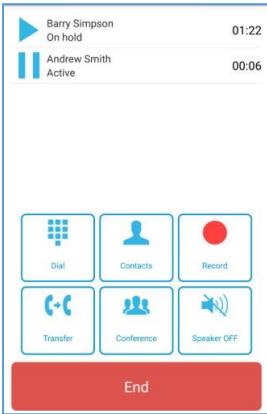 Barry Simpson
On hold
01:22
Andrew Smith
Active
00:06
Dial
Contacts
Record
Transfer
Conference
Speaker OFF
End